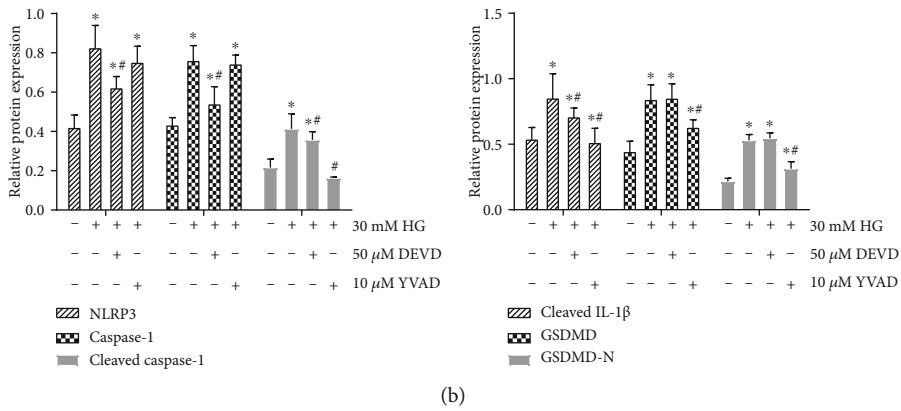 1.0
0.8
0.6
0.4
0.2
0.0
Relative protein expression
* *# * * *# * * *# #
– + + + – + + + – + + + 30 mM HG
– – + – – – + – – – + – 50 μM DEVD
– – – + – – – + – – – + 10 μM YVAD
NLRP3
Caspase-1
Cleaved caspase-1
1.5
1.0
0.5
0.0
Relative protein expression
* *# *# * * *# * * *#
– + + + – + + + – + + + 30 mM HG
– – + – – – + – – – + – 50 μM DEVD
– – – + – – – + – – – + 10 μM YVAD
Cleaved IL-1β
GSDMD
GSDMD-N
(b)